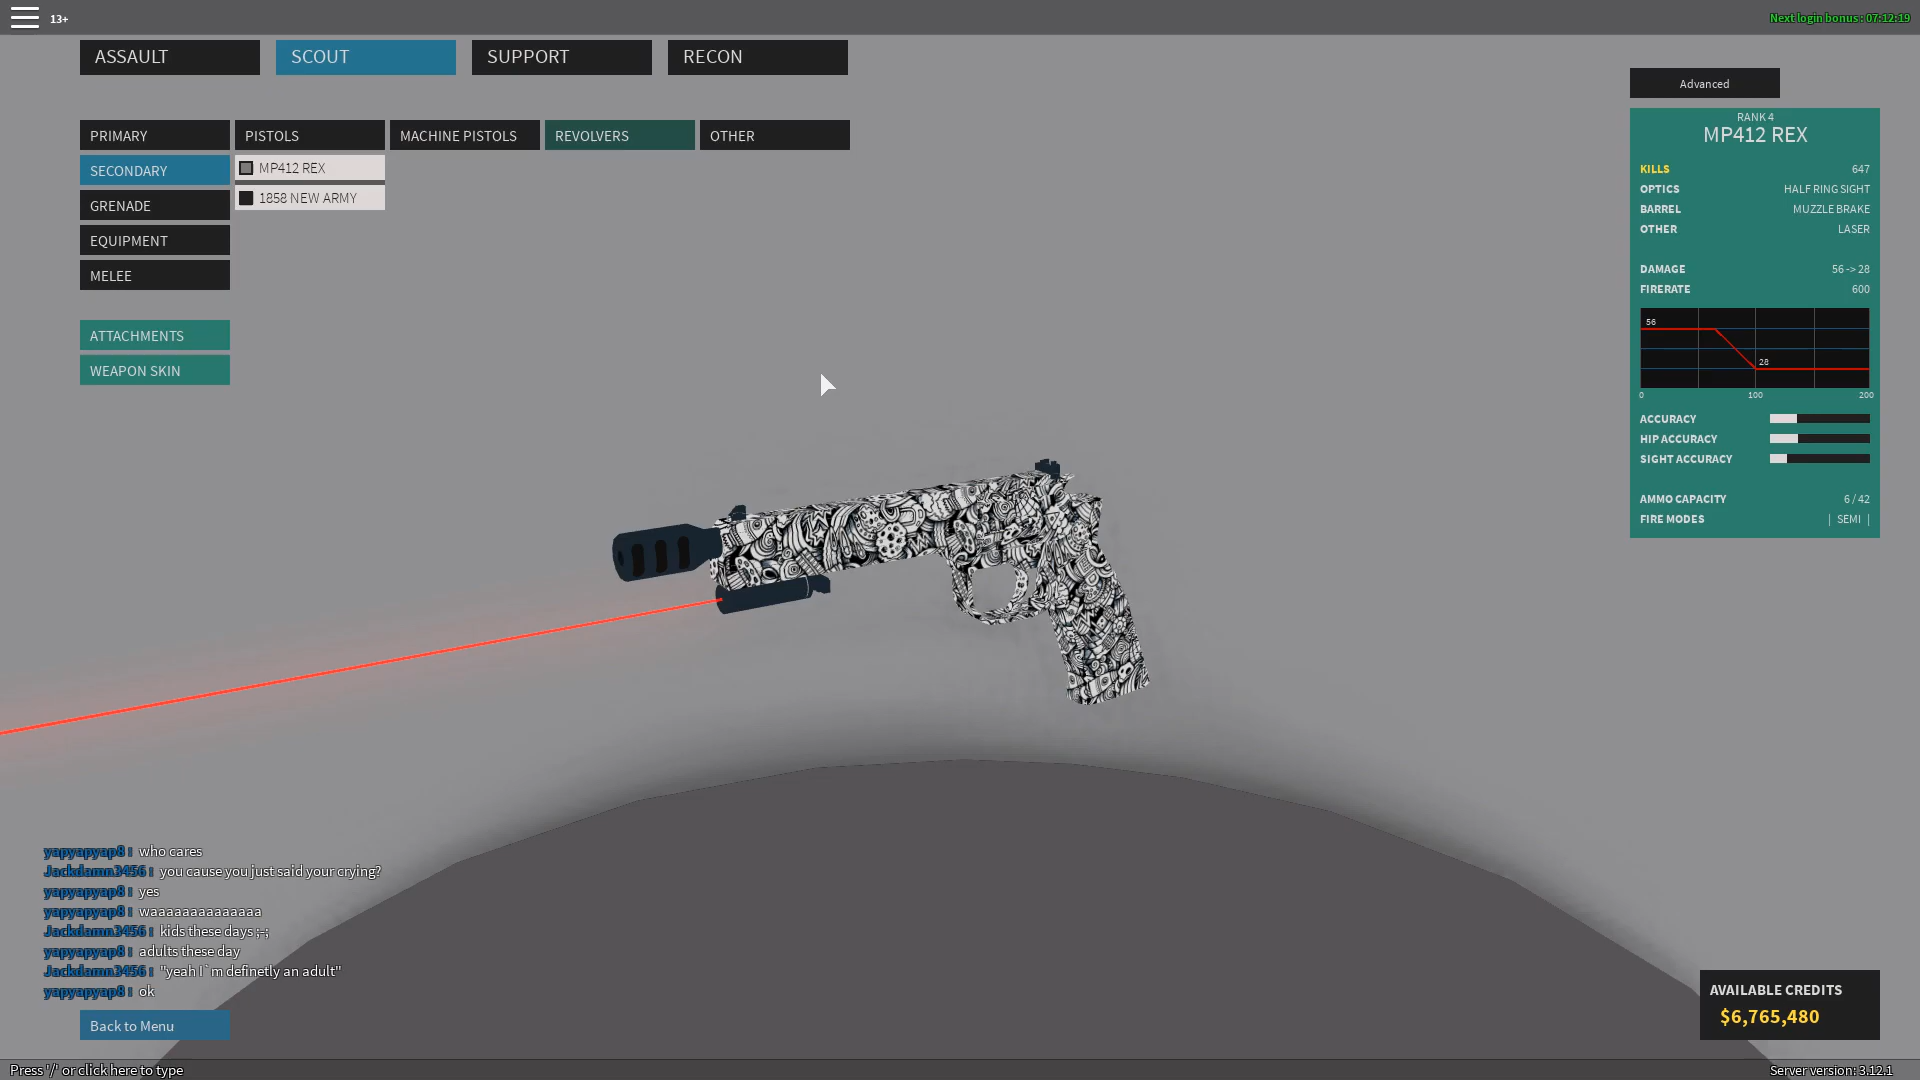 13+
Next login bonus : 07:12:19
ASSAULT SCOUT SUPPORT RECON
Advanced
PRIMARY PISTOLS MACHINE PISTOLS REVOLVERS OTHER
SECONDARY MP412 REX
GRENADE 1858 NEW ARMY
EQUIPMENT
MELEE
ATTACHMENTS
WEAPON SKIN
RANK 4
MP412 REX
KILLS 647
OPTICS HALF RING SIGHT
BARREL MUZZLE BRAKE
OTHER LASER
DAMAGE 56 -> 28
FIRERATE 600
56
28
0 100 200
ACCURACY
HIP ACCURACY
SIGHT ACCURACY
AMMO CAPACITY 6 / 42
FIRE MODES | SEMI |
yapyapyap8 : who cares
Jackdamn3456 : you cause you just said your crying?
yapyapyap8 : yes
yapyapyap8 : waaaaaaaaaaaaaaa
Jackdamn3456 : kids these days ;-;
yapyapyap8 : adults these day
Jackdamn3456 : "yeah I`m definetly an adult"
yapyapyap8 : ok
Back to Menu
AVAILABLE CREDITS
$6,765,480
Press '/' or click here to type
Server version: 3.12.1